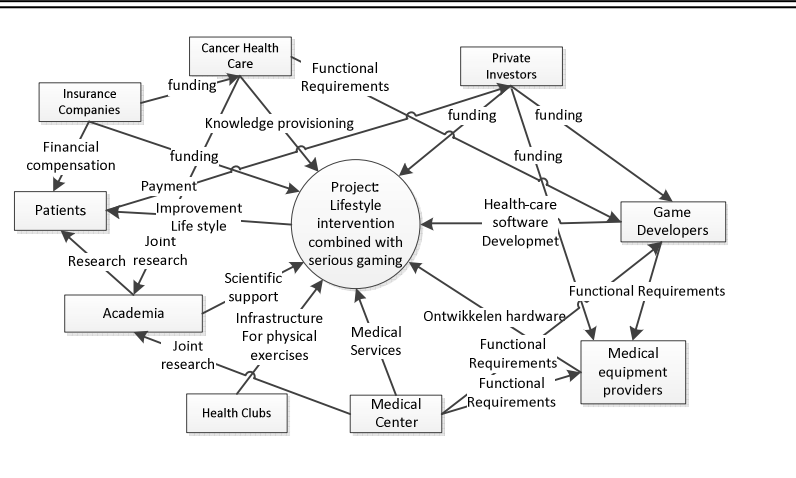 Cancer Health
Care
Private
Investors
Functional
Requirements
Insurance
Companies
funding
funding
funding
Knowledge provisioning
Financial
compensation
funding
funding
Payment
Project:
Lifestyle
intervention
combined with
serious gaming
Patients
Improvement
Life style
Health-care
software
Developmet
Game
Developers
Joint
research
Research
Scientific
support
Functional Requirements
Academia
Infrastructure
For physical
exercises
Ontwikkelen hardware
Medical
Services
Joint
research
Functional
Requirements
Medical
equipment
providers
Functional
Requirements
Health Clubs
Medical
Center